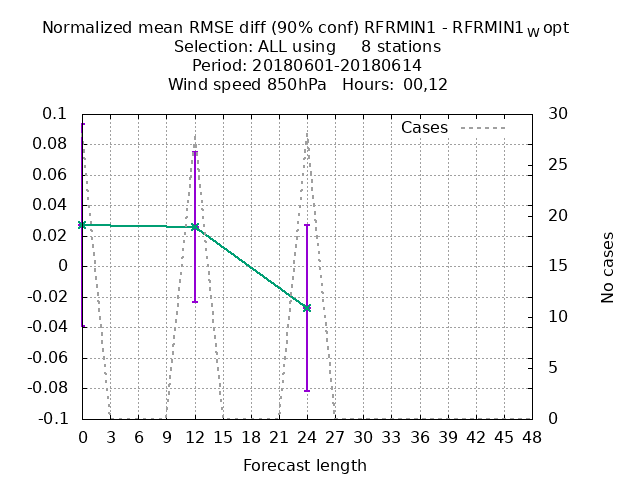 Normalized mean RMSE diff (90% conf) RFRMIN1 - RFRMIN1W opt
Selection: ALL using 8 stations
Period: 20180601-20180614
Wind speed 850hPa Hours: 00,12
Cases
0.1
0.08
0.06
0.04
0.02
0
-0.02
-0.04
-0.06
-0.08
-0.1
30
25
20
15
10
5
0
No cases
0 3 6 9 12 15 18 21 24 27 30 33 36 39 42 45 48
Forecast length